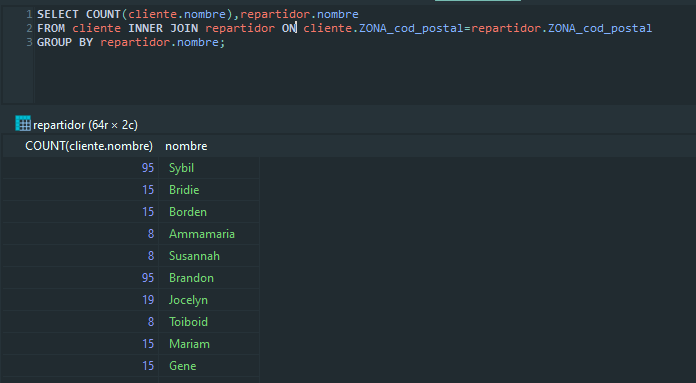 1 SELECT COUNT(cliente.nombre),repartidor.nombre
2 FROM cliente INNER JOIN repartidor ON cliente.ZONA_cod_postal=repartidor.ZONA_cod_postal
3 GROUP BY repartidor.nombre;
repartidor (64r × 2c)
COUNT(cliente.nombre) nombre
95 Sybil
15 Bridie
15 Borden
8 Ammamaria
8 Susannah
95 Brandon
19 Jocelyn
8 Toiboid
15 Mariam
15 Gene